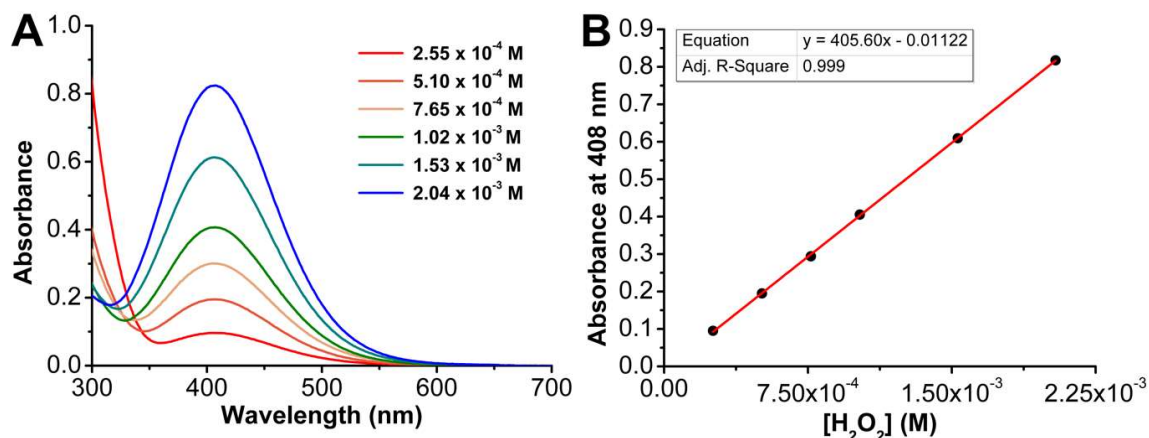 A
1.0
0.8
0.6
0.4
0.2
0.0
Absorbance
2.55 x 10⁻⁴ M
5.10 x 10⁻⁴ M
7.65 x 10⁻⁴ M
1.02 x 10⁻³ M
1.53 x 10⁻³ M
2.04 x 10⁻³ M
300 400 500 600 700
Wavelength (nm)
B
0.9
0.8
0.7
0.6
0.5
0.4
0.3
0.2
0.1
0.0
Absorbance at 408 nm
Equation y = 405.60x - 0.01122
Adj. R-Square 0.999
0.00 7.50x10⁻⁴ 1.50x10⁻³ 2.25x10⁻³
[H₂O₂] (M)